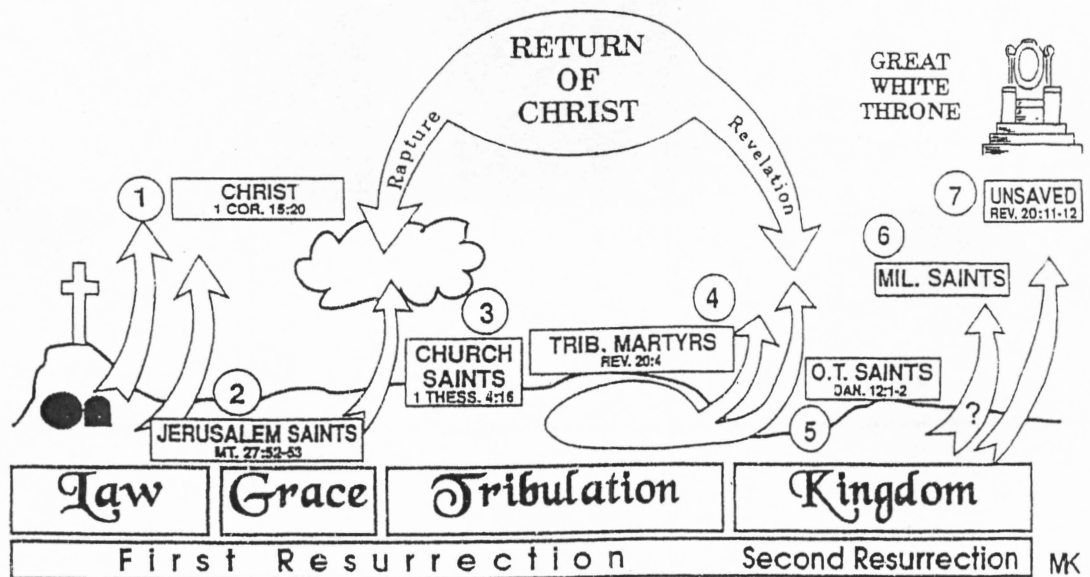 RETURN
OF
CHRIST
Rapture
Revelation
GREAT
WHITE
THRONE
1
CHRIST
1 COR. 15:20
2
JERUSALEM SAINTS
MT. 27:52-53
3
CHURCH
SAINTS
1 THESS. 4:16
4
TRIB. MARTYRS
REV. 20:4
5
O.T. SAINTS
DAN. 12:1-2
6
MIL. SAINTS
?
7
UNSAVED
REV. 20:11-12
Law Grace Tribulation Kingdom
First Resurrection Second Resurrection MK